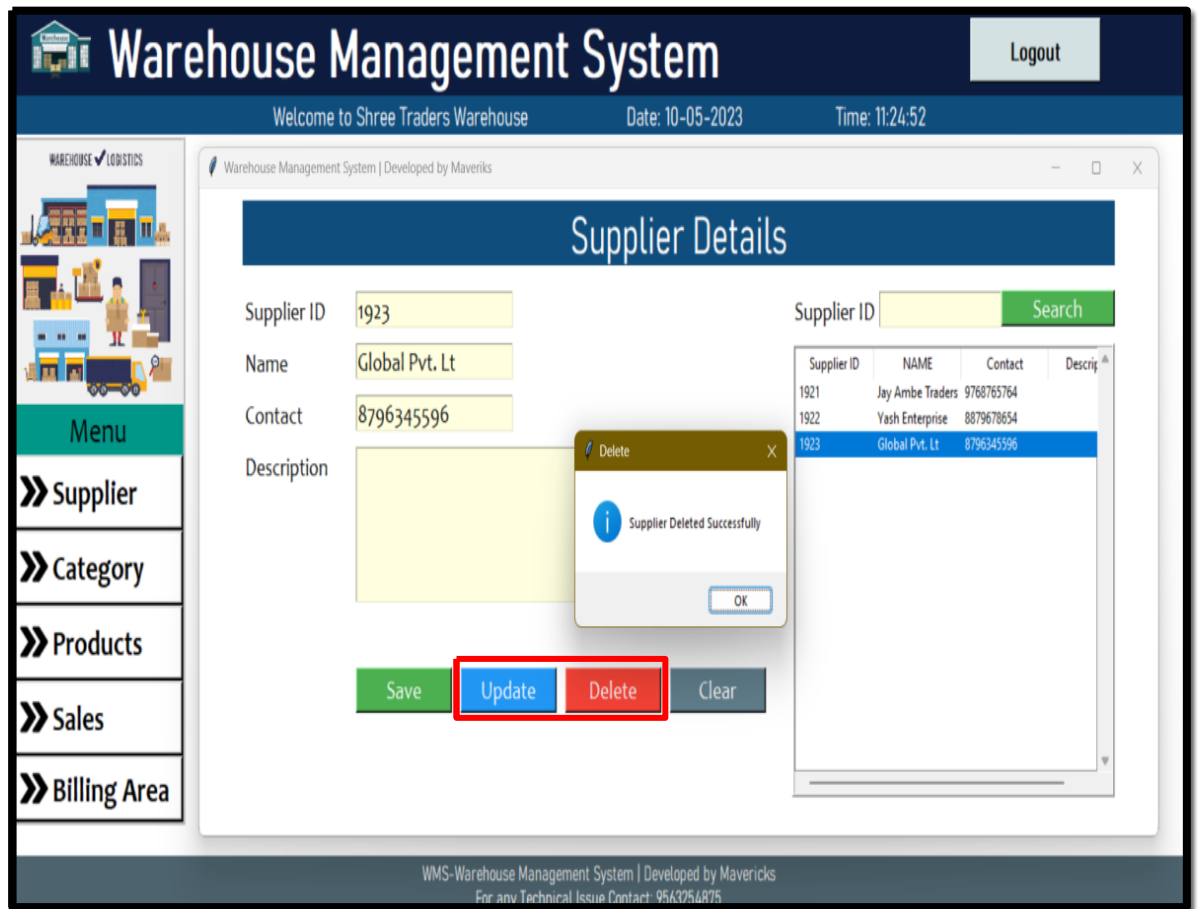 Warehouse Management System
Logout
Welcome to Shree Traders Warehouse Date: 10-05-2023 Time: 11:24:52
WAREHOUSE LOGISTICS
Warehouse Management System | Developed by Maveriks
Supplier Details
Supplier ID 1923
Name Global Pvt. Lt
Contact 8796345596
Description
Supplier ID Search
Supplier ID NAME Contact Descrip
1921 Jay Ambe Traders 9768765764
1922 Yash Enterprise 8879678654
1923 Global Pvt. Lt 8796345596
Delete
Supplier Deleted Successfully
OK
Save Update Delete Clear
Menu
Supplier
Category
Products
Sales
Billing Area
WMS-Warehouse Management System | Developed by Mavericks
For any Technical Issue Contact: 9563254875